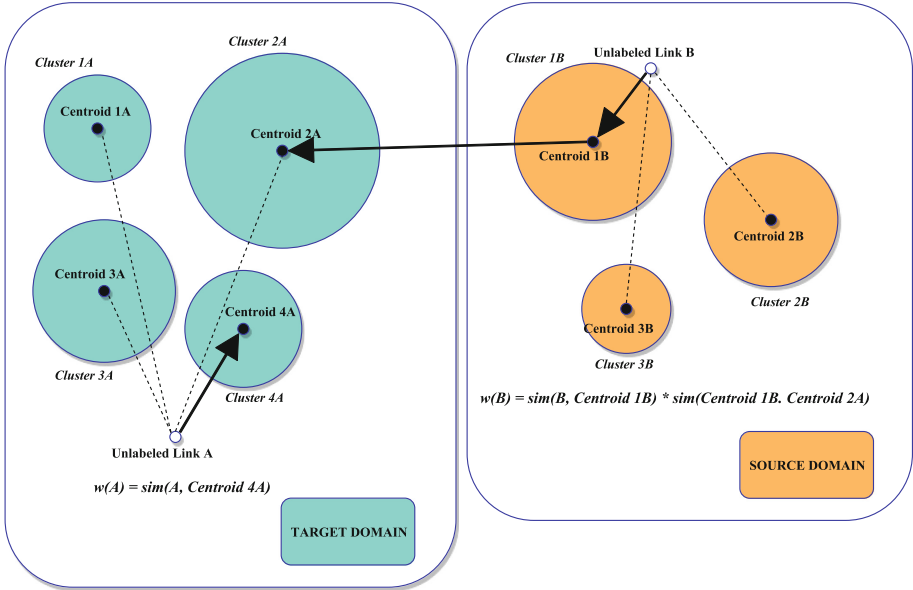 Cluster 1A
Cluster 2A
Centroid 1A
Centroid 2A
Centroid 3A
Centroid 4A
Cluster 3A
Cluster 4A
Unlabeled Link A
w(A) = sim(A, Centroid 4A)
TARGET DOMAIN
Cluster 1B
Unlabeled Link B
Centroid 1B
Centroid 2B
Cluster 2B
Centroid 3B
Cluster 3B
w(B) = sim(B, Centroid 1B) * sim(Centroid 1B. Centroid 2A)
SOURCE DOMAIN